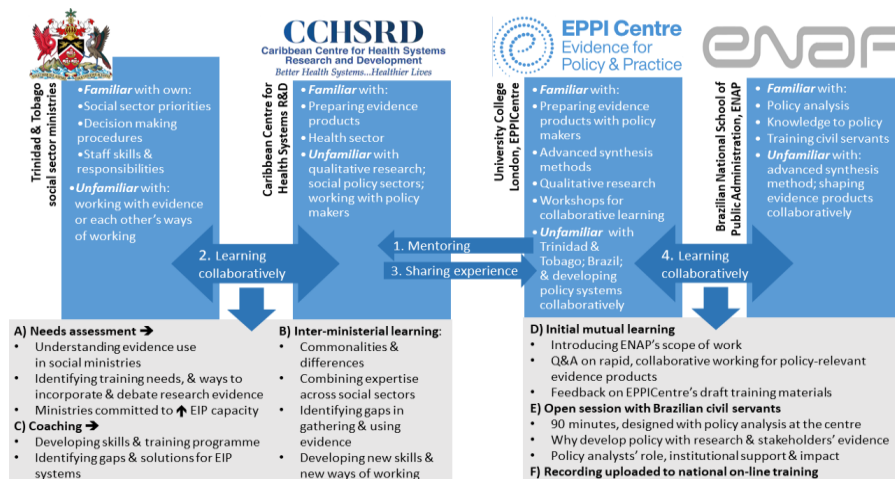 CCHSRD
Caribbean Centre for Health Systems
Research and Development
Better Health Systems...Healthier Lives
EPPI Centre
Evidence for
Policy & Practice
enap
Trinidad & Tobago
social sector ministries
•Familiar with own:
•Social sector priorities
•Decision making
procedures
•Staff skills &
responsibilities
•Unfamiliar with:
working with evidence
or each other's ways
of working
Caribbean Centre for
Health Systems R&D
•Familiar with:
•Preparing evidence
products
•Health sector
•Unfamiliar with
qualitative research;
social policy sectors;
working with policy
makers
University College
London, EPPICentre
•Familiar with:
•Preparing evidence
products with policy
makers
•Advanced synthesis
methods
•Qualitative research
•Workshops for
collaborative learning
•Unfamiliar with
Trinidad &
Tobago; Brazil;
& developing
policy systems
collaboratively
Brazilian National School of
Public Administration, ENAP
•Familiar with:
•Policy analysis
•Knowledge to policy
•Training civil servants
•Unfamiliar with:
advanced synthesis
method; shaping
evidence products
collaboratively
2. Learning
collaboratively
1. Mentoring
3. Sharing experience
4. Learning
collaboratively
A) Needs assessment ➔
• Understanding evidence use
in social ministries
• Identifying training needs, & ways to
incorporate & debate research evidence
• Ministries committed to ↑ EIP capacity
C) Coaching ➔
• Developing skills & training programme
• Identifying gaps & solutions for EIP
systems
B) Inter-ministerial learning:
• Commonalities &
differences
• Combining expertise
across social sectors
• Identifying gaps in
gathering & using
evidence
• Developing new skills &
new ways of working
D) Initial mutual learning
• Introducing ENAP's scope of work
• Q&A on rapid, collaborative working for policy-relevant
evidence products
• Feedback on EPPICentre's draft training materials
E) Open session with Brazilian civil servants
• 90 minutes, designed with policy analysis at the centre
• Why develop policy with research & stakeholders' evidence
• Policy analysts' role, institutional support & impact
F) Recording uploaded to national on-line training